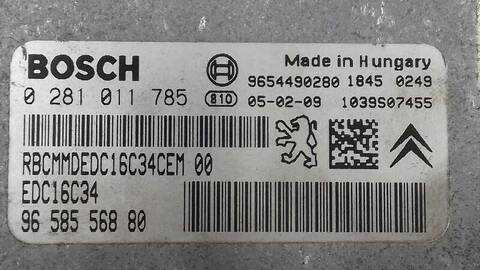 BOSCH
Made in Hungary
9654490280 1845 0249
0 281 011 785 810 05-02-09 1039S07455
RBCMMDEDC16C34CEM 00
EDC16C34
96 585 568 80